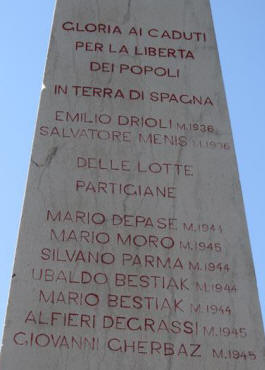 GLORIA AI CADUTI
PER LA LIBERTA
DEI POPOLI
IN TERRA DI SPAGNA
EMILIO DRIOLI M.1936
SALVATORE MENIS M.1936
DELLE LOTTE
PARTIGIANE
MARIO DEPASE M.1944
MARIO MORO M.1945
SILVANO PARMA M.1944
UBALDO BESTIAK M.1944
MARIO BESTIAK M.1944
ALFIERI DEGRASSI M.1945
GIOVANNI GHERBAZ M.1945